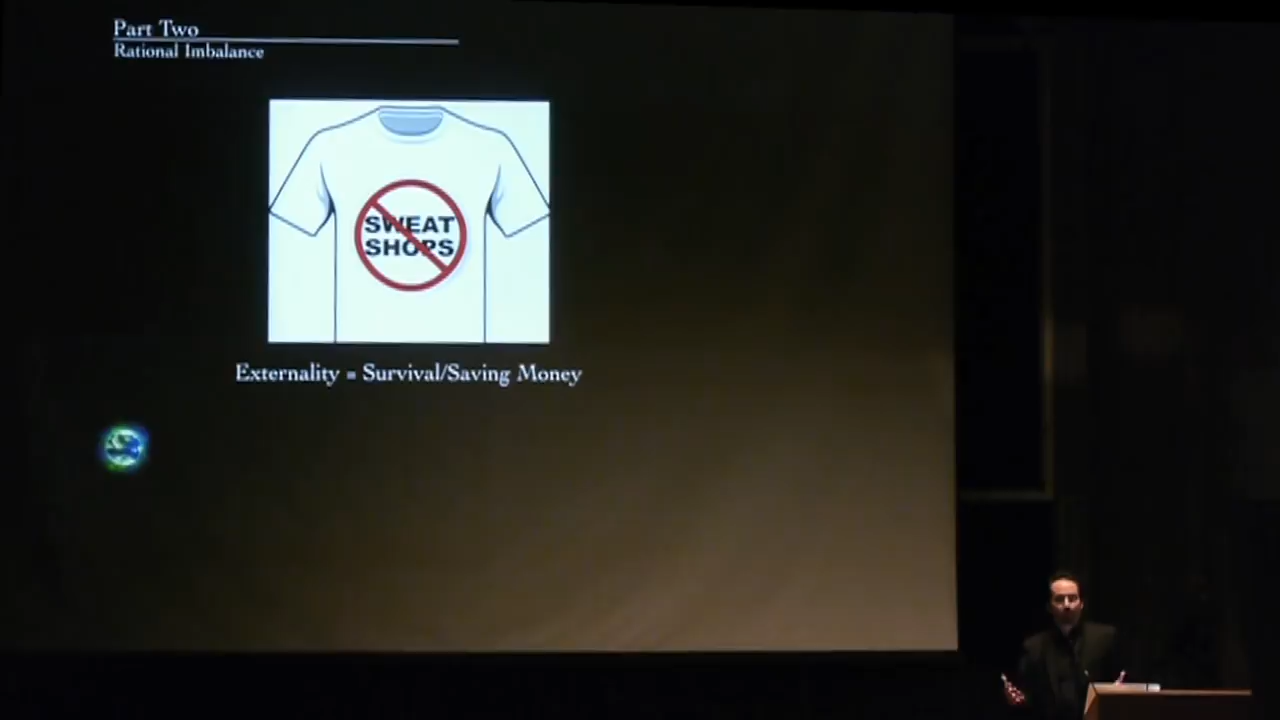 Part Two
Rational Imbalance
SWEAT
SHOPS
Externality = Survival/Saving Money